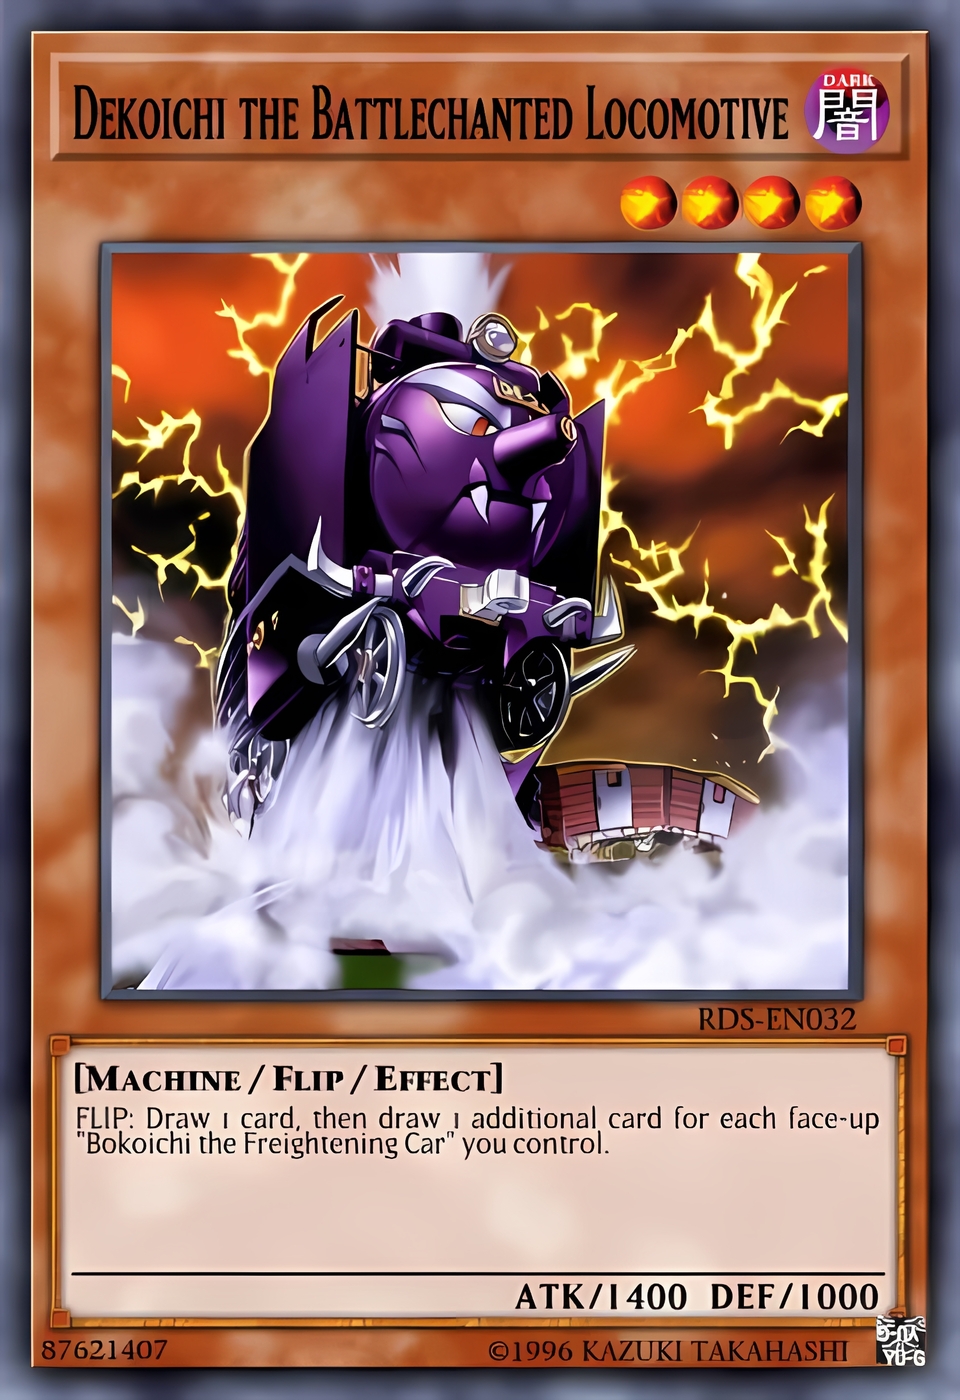 DEKOICHI THE BATTLECHANTED LOCOMOTIVE
DARK
闇
RDS-EN032
[MACHINE / FLIP / EFFECT]
FLIP: Draw 1 card, then draw 1 additional card for each face-up
"Bokoichi the Freightening Car" you control.
ATK/1400 DEF/1000
87621407
©1996 KAZUKI TAKAHASHI